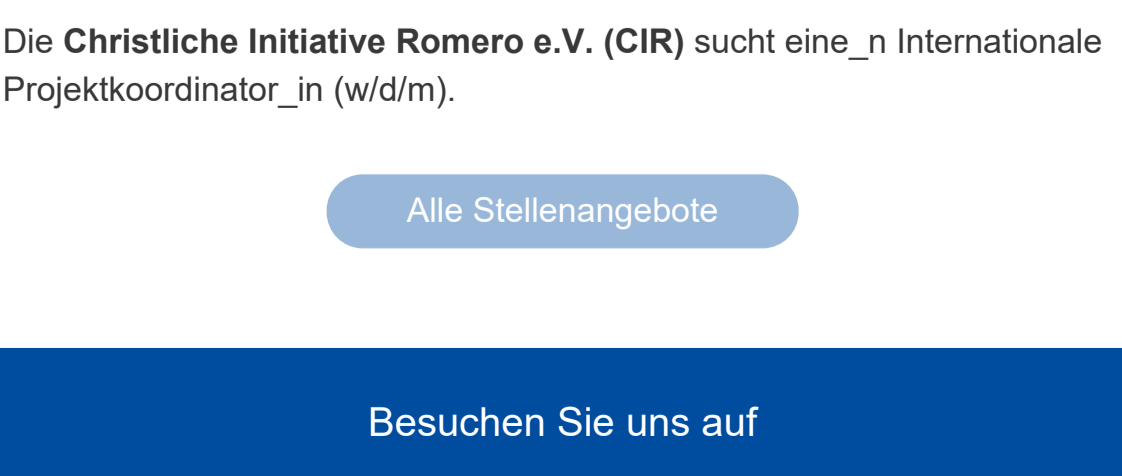 Die Christliche Initiative Romero e.V. (CIR) sucht eine_n Internationale
Projektkoordinator_in (w/d/m).
Alle Stellenangebote
Besuchen Sie uns auf